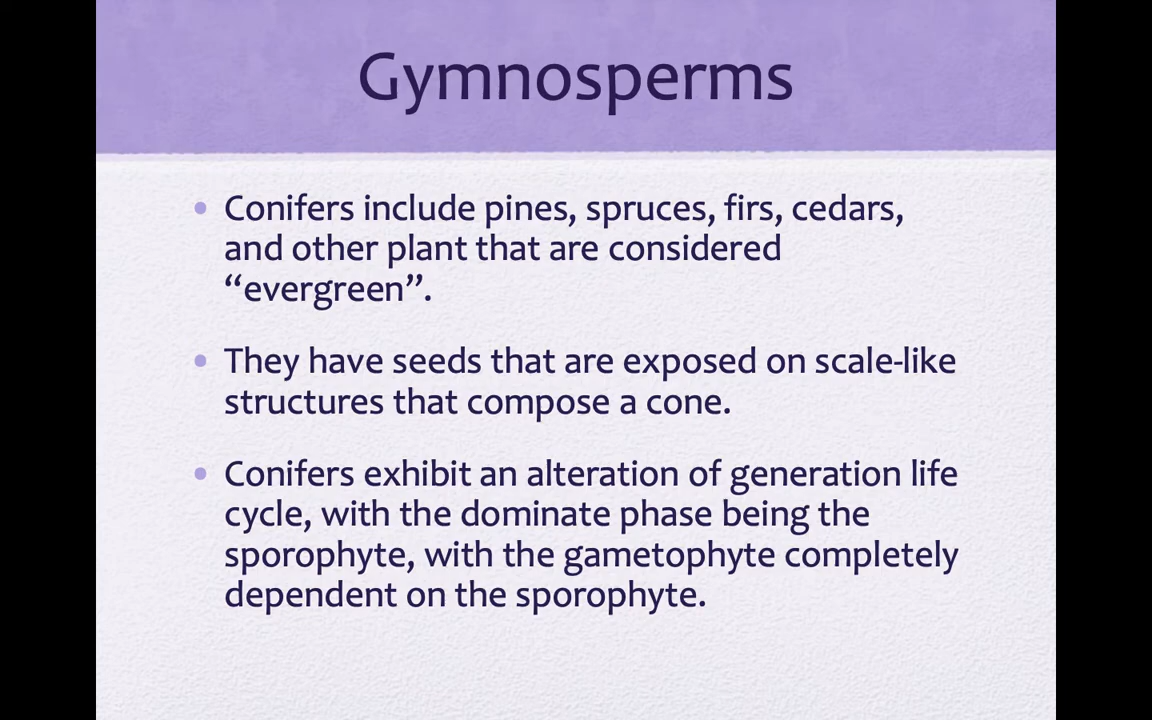 Gymnosperms
• Conifers include pines, spruces, firs, cedars,
and other plant that are considered
“evergreen”.
• They have seeds that are exposed on scale-like
structures that compose a cone.
• Conifers exhibit an alteration of generation life
cycle, with the dominate phase being the
sporophyte, with the gametophyte completely
dependent on the sporophyte.